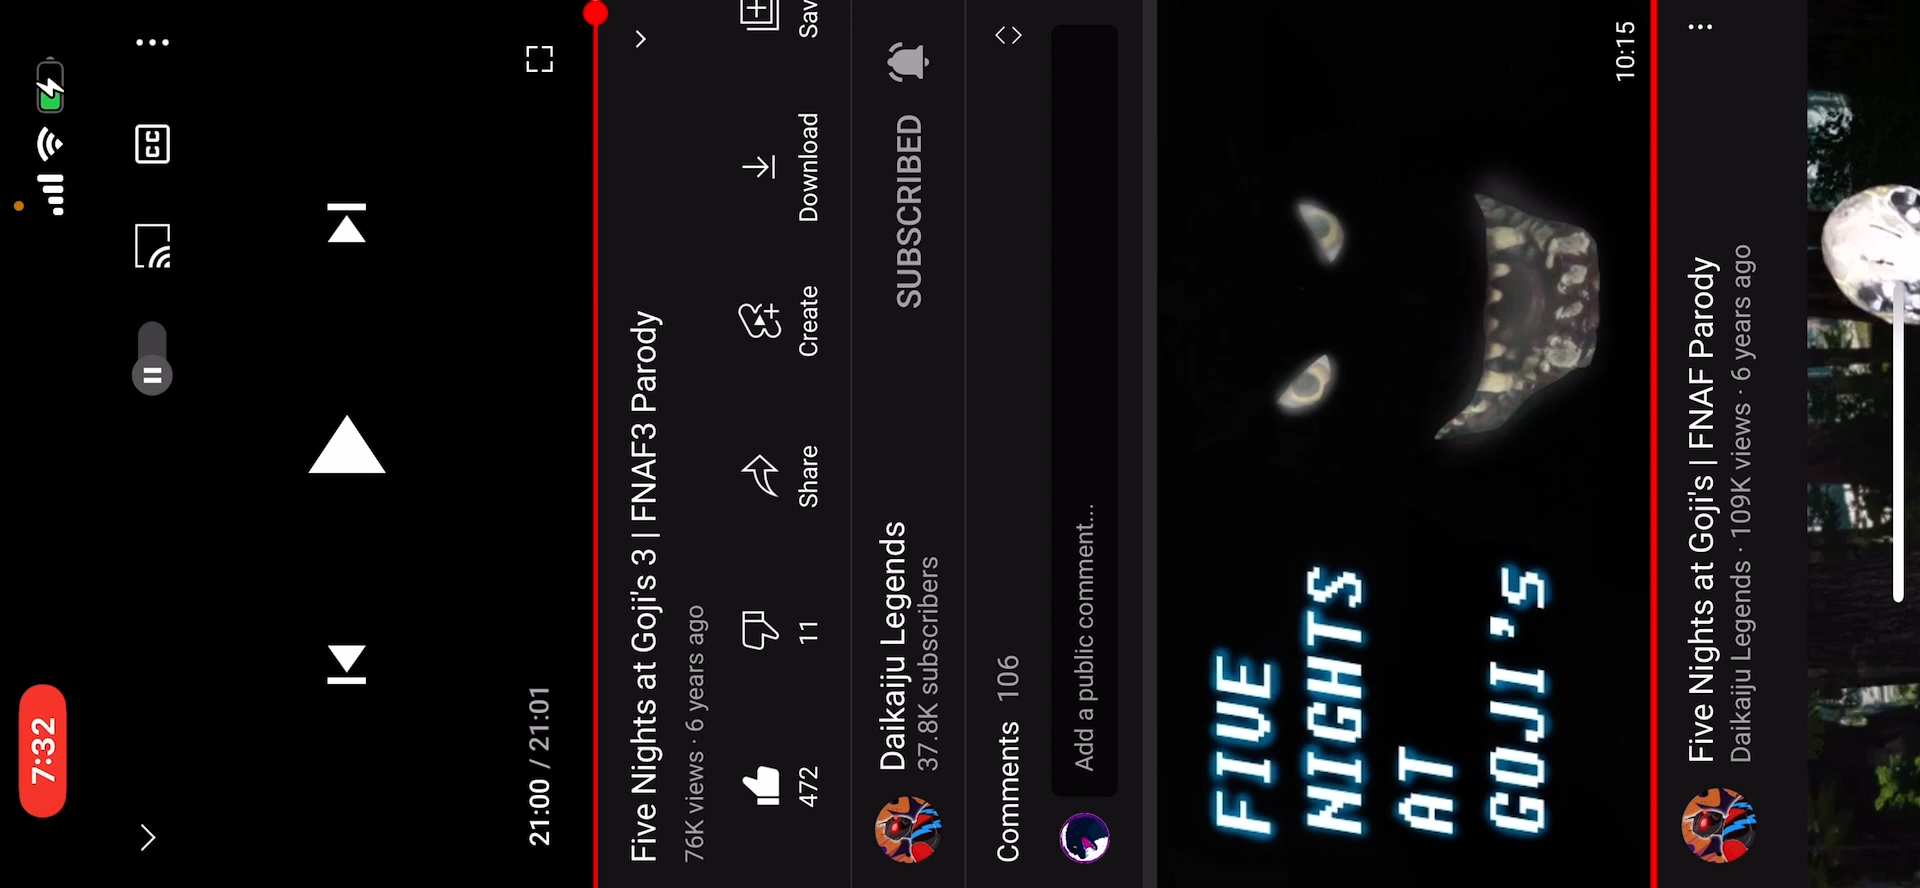 7:32
CC
21:00 / 21:01
Five Nights at Goji's 3 | FNAF3 Parody
76K views · 6 years ago
472
11
Share
Create
Download
Sav
Daikaiju Legends
37.8K subscribers
SUBSCRIBED
Comments 106
Add a public comment...
FIVE
NIGHTS
AT
GOJI'S
10:15
Five Nights at Goji's | FNAF Parody
Daikaiju Legends · 109K views · 6 years ago